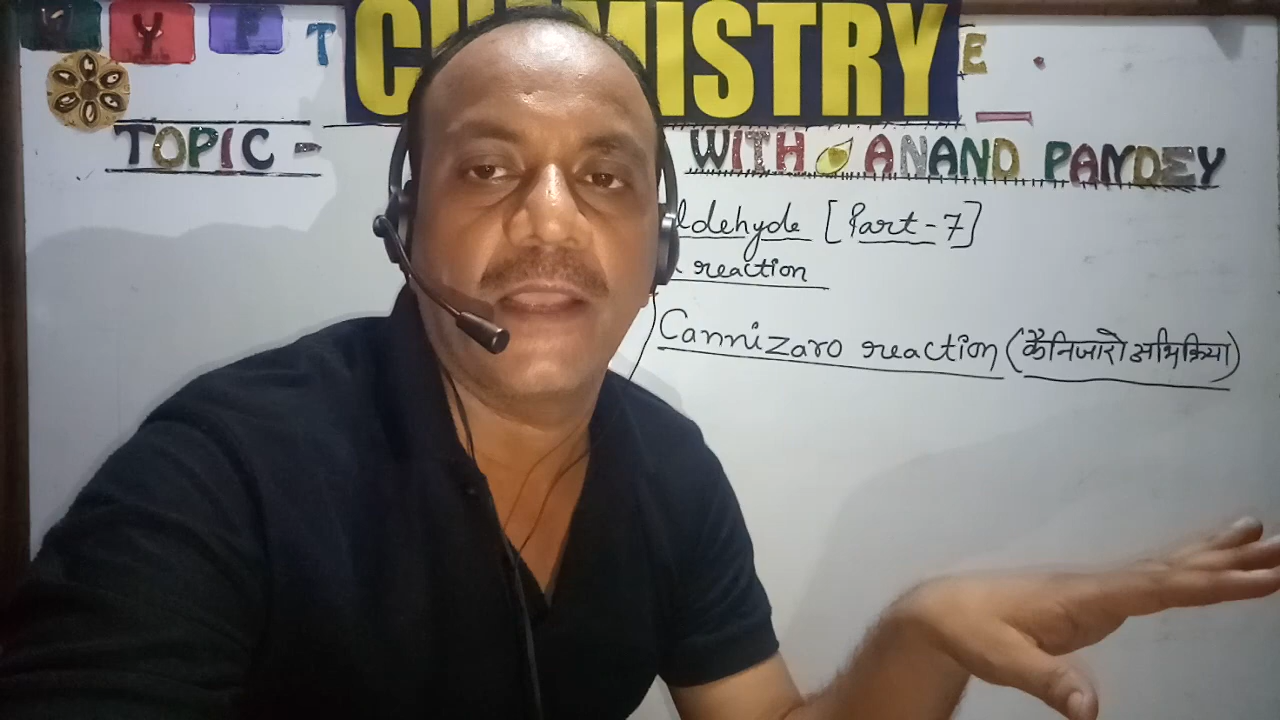 V Y P T E .
CHEMISTRY
TOPIC - WITH ANAND PANDEY
ldehyde [Part-7]
reaction
Cannizaro reaction (कैनिजारो अभिक्रिया)